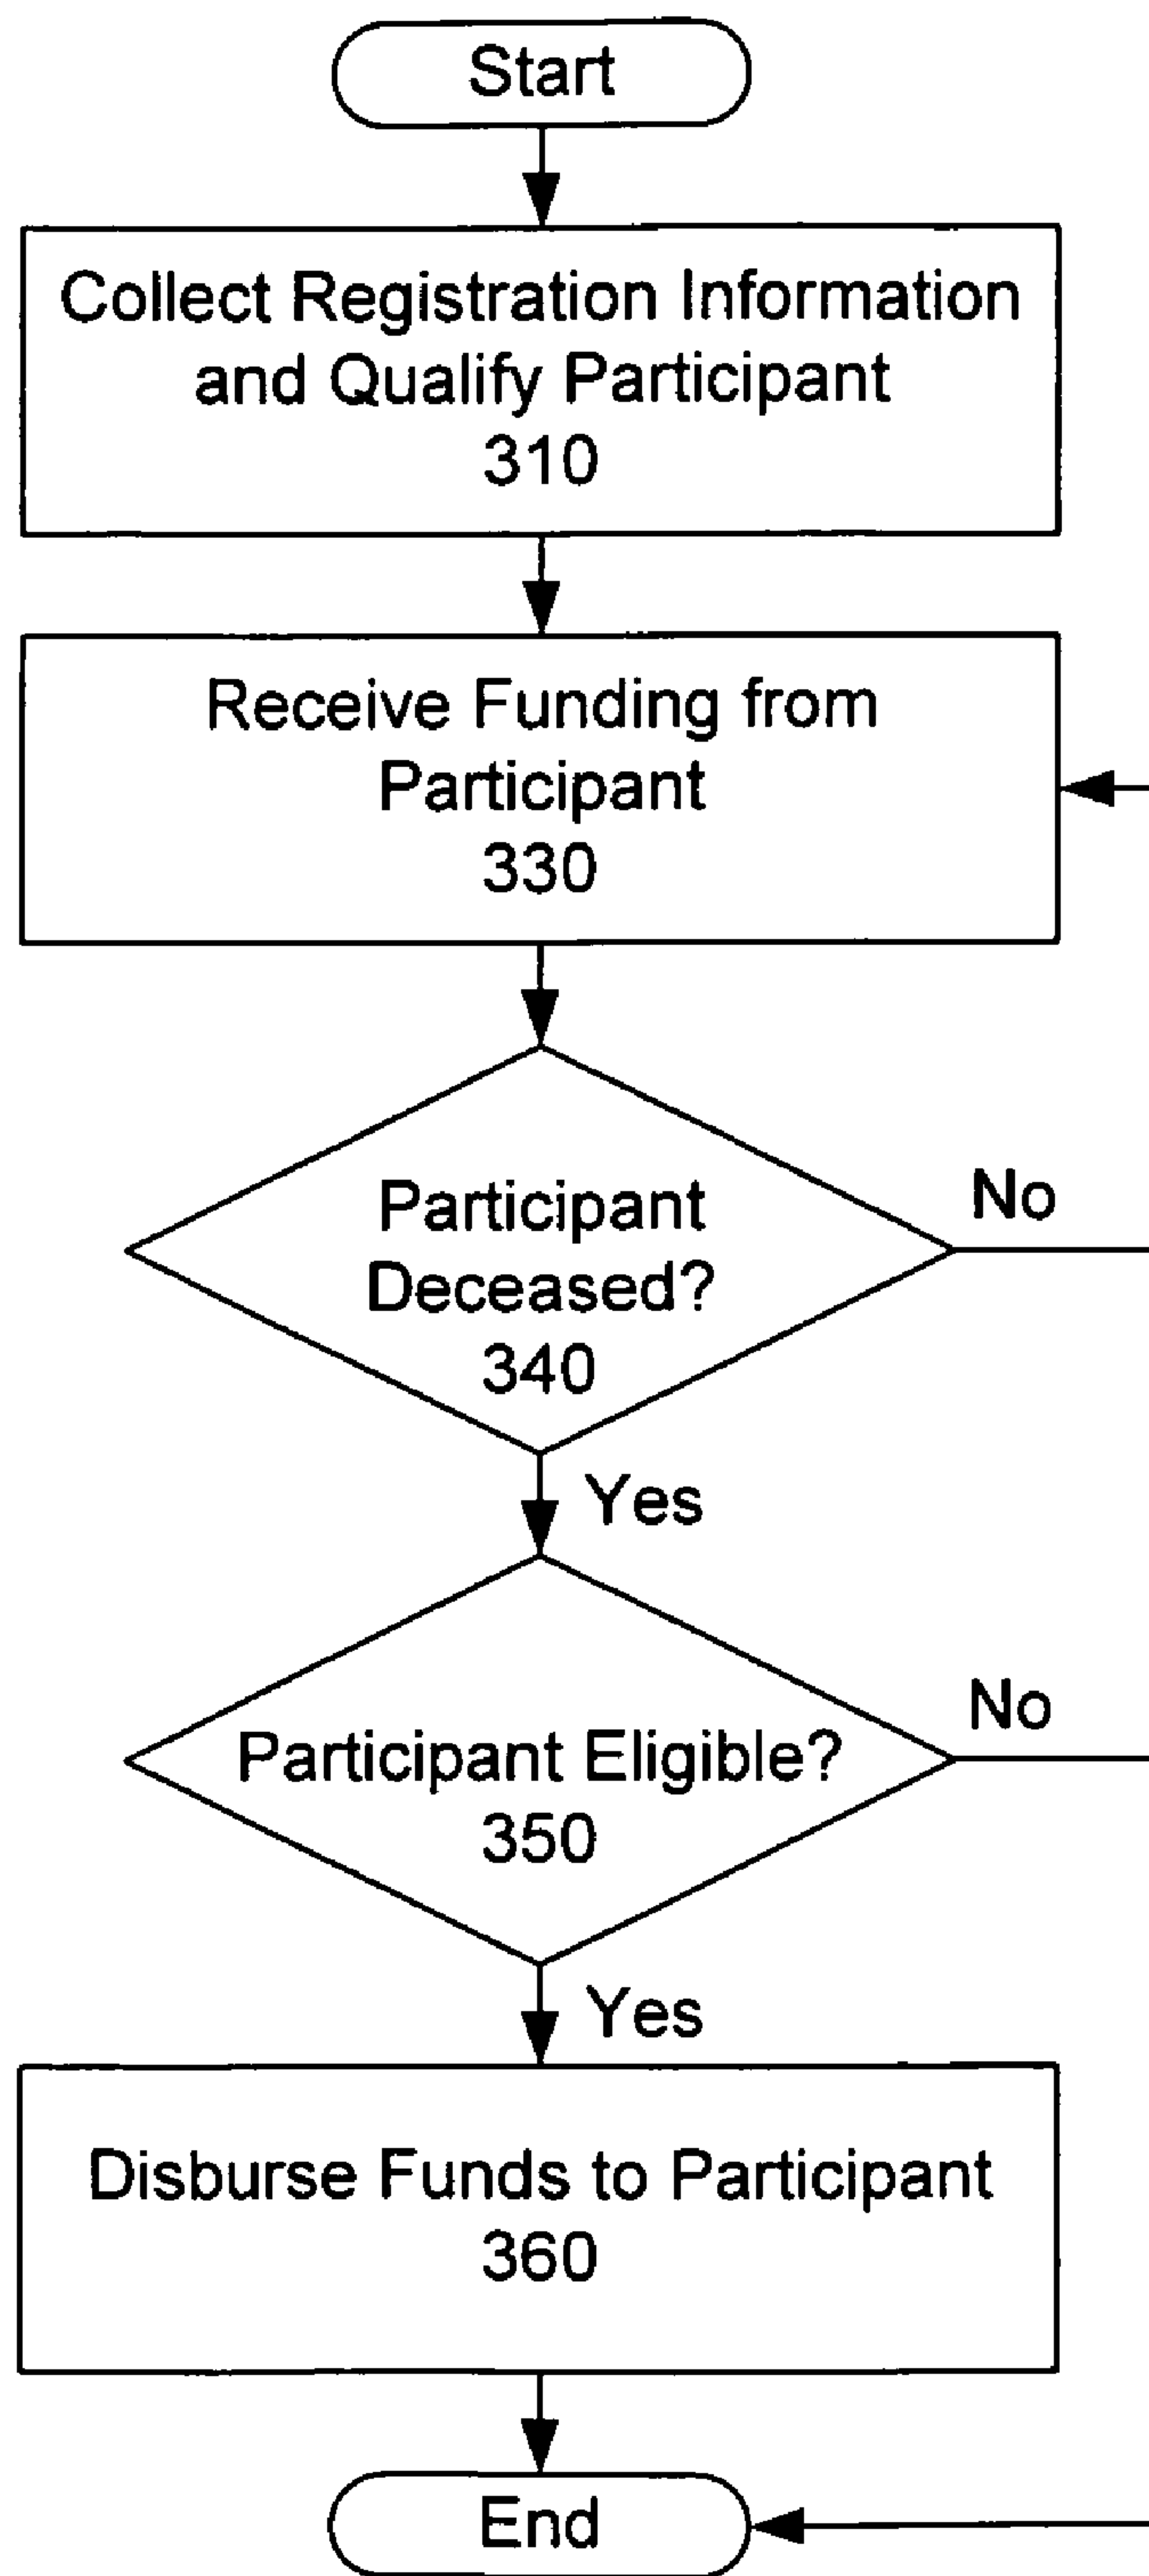 Start
Collect Registration Information
and Qualify Participant
310
Receive Funding from
Participant
330
Participant
Deceased?
340
No
Yes
Participant Eligible?
350
No
Yes
Disburse Funds to Participant
360
End